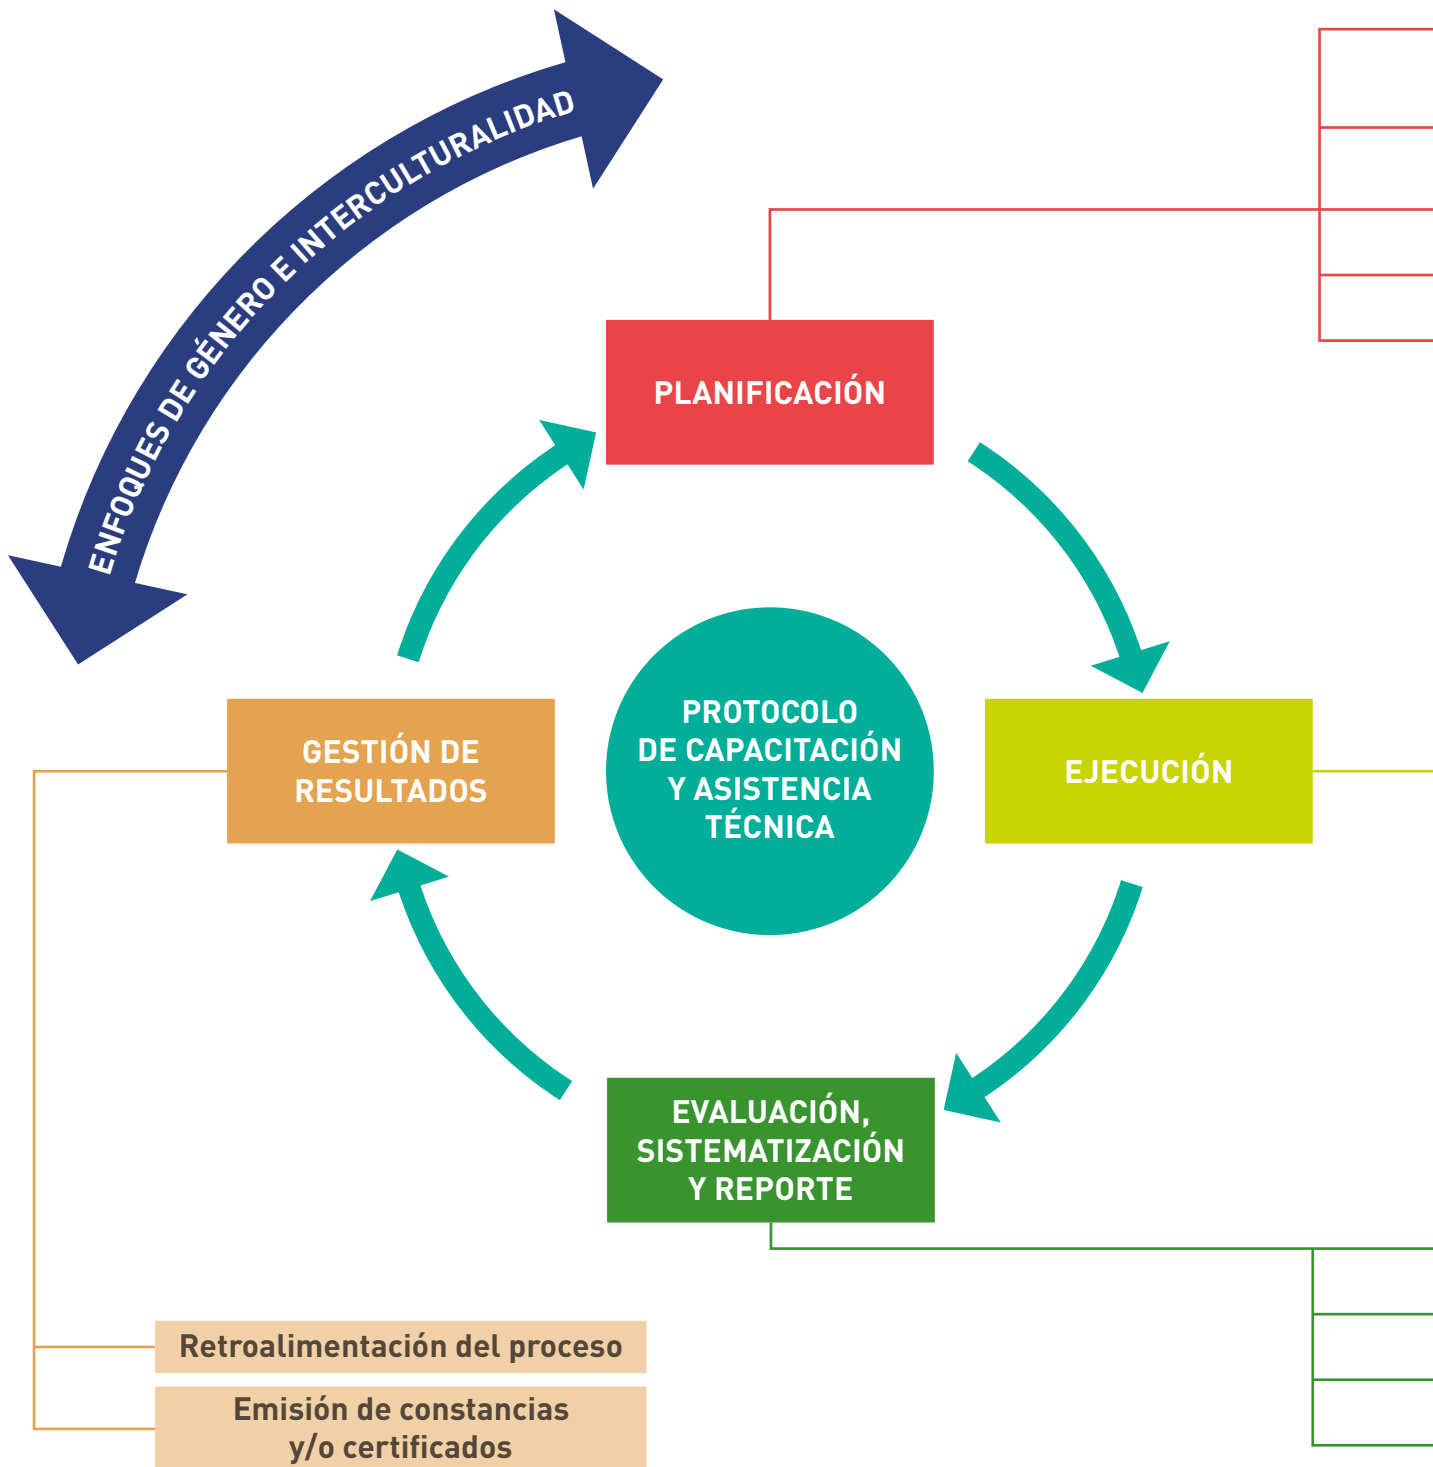 ENFOQUES DE GÉNERO E INTERCULTURALIDAD
PLANIFICACIÓN
PROTOCOLO
DE CAPACITACIÓN
Y ASISTENCIA
TÉCNICA
GESTIÓN DE
RESULTADOS
EJECUCIÓN
EVALUACIÓN,
SISTEMATIZACIÓN
Y REPORTE
Retroalimentación del proceso
Emisión de constancias
y/o certificados